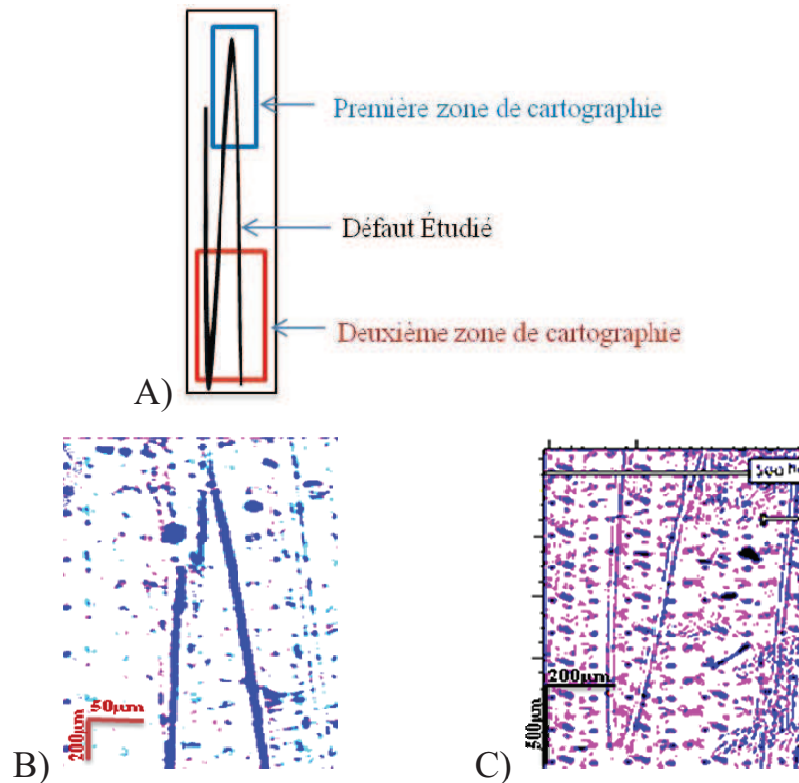 Première zone de cartographie
Défaut Étudié
Deuxième zone de cartographie
A)
50µm
200µm
B)
200µm
500µm
C)